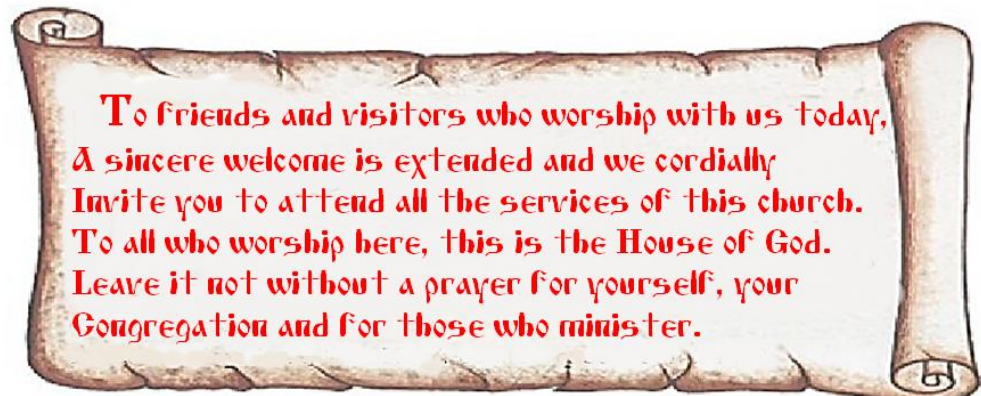 To friends and visitors who worship with us today,
A sincere welcome is extended and we cordially
Invite you to attend all the services of this church.
To all who worship here, this is the House of God.
Leave it not without a prayer for yourself, your
Congregation and for those who minister.